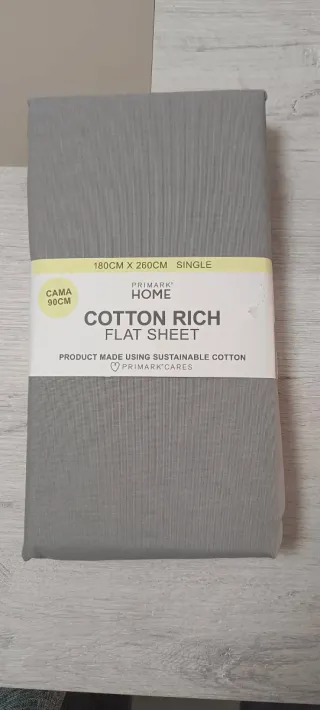 180CM X 260CM SINGLE
CAMA
90CM
PRIMARK®
HOME
COTTON RICH
FLAT SHEET
PRODUCT MADE USING SUSTAINABLE COTTON
PRIMARK®CARES